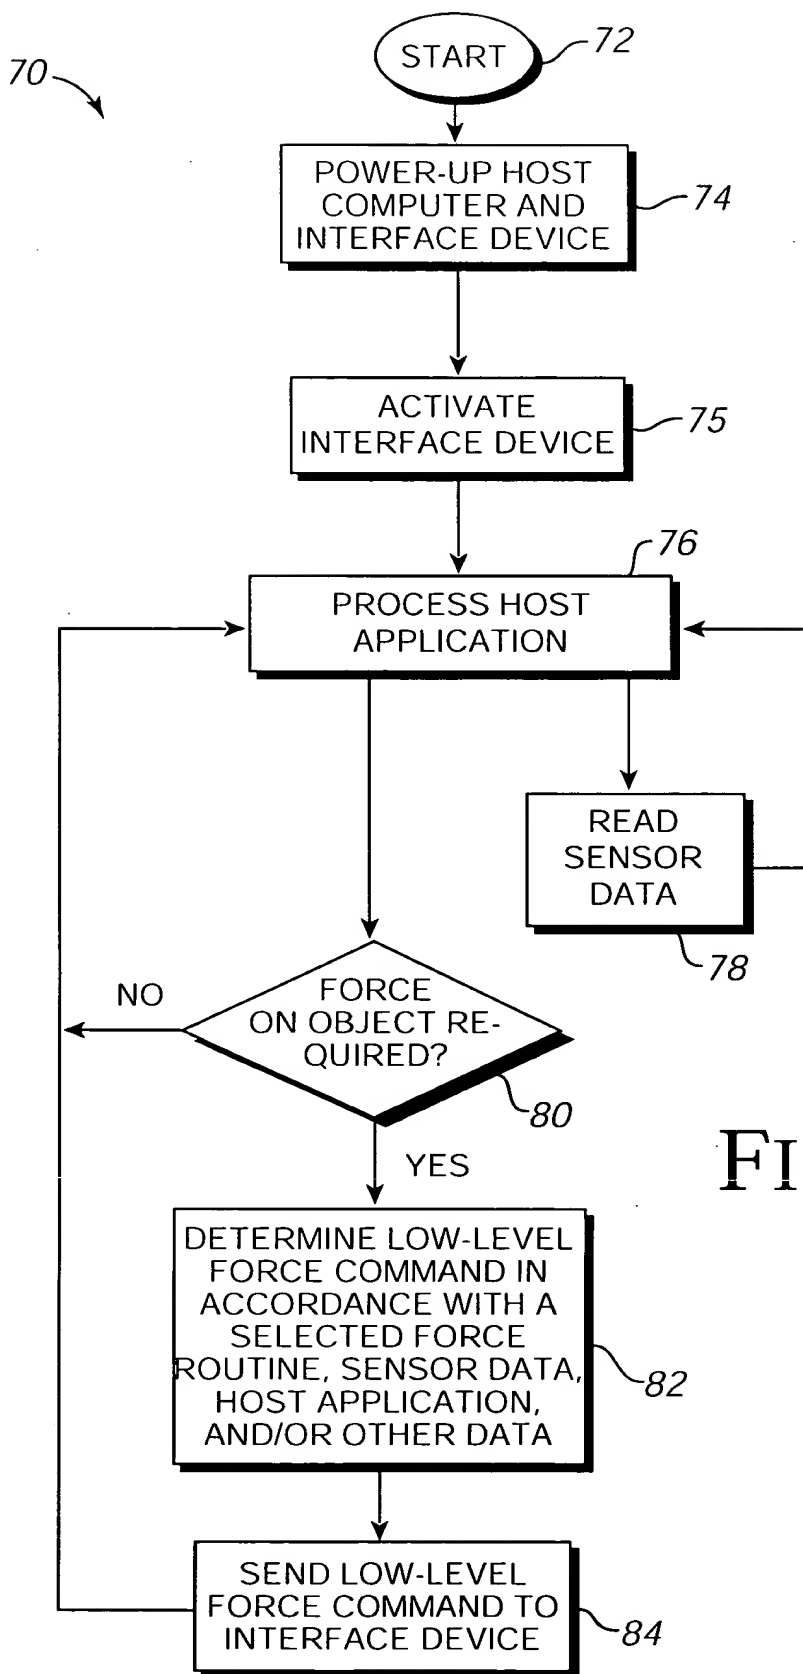 START
72
70
POWER-UP HOST
COMPUTER AND
INTERFACE DEVICE
74
ACTIVATE
INTERFACE DEVICE
75
76
PROCESS HOST
APPLICATION
READ
SENSOR
DATA
78
NO
FORCE
ON OBJECT RE-
QUIRED?
80
YES
FI
DETERMINE LOW-LEVEL
FORCE COMMAND IN
ACCORDANCE WITH A
SELECTED FORCE
ROUTINE, SENSOR DATA,
HOST APPLICATION,
AND/OR OTHER DATA
82
SEND LOW-LEVEL
FORCE COMMAND TO
INTERFACE DEVICE
84